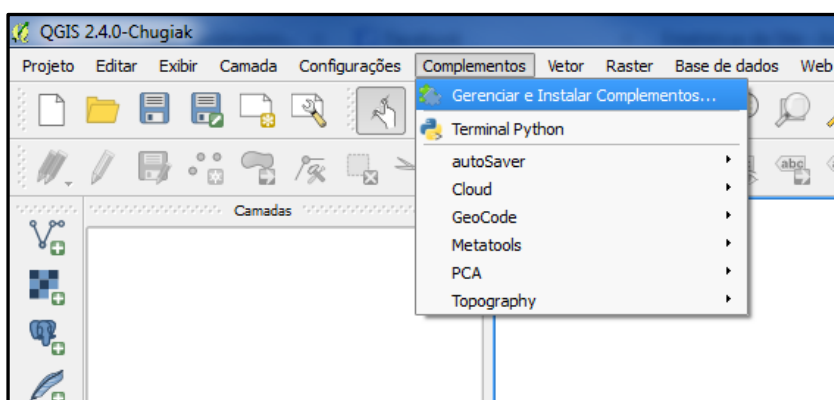 QGIS 2.4.0-Chugiak
Projeto Editar Exibir Camada Configurações Complementos Vetor Raster Base de dados Web
Gerenciar e Instalar Complementos...
Terminal Python
autoSaver
Cloud
GeoCode
Metatools
PCA
Topography
abc
Camadas